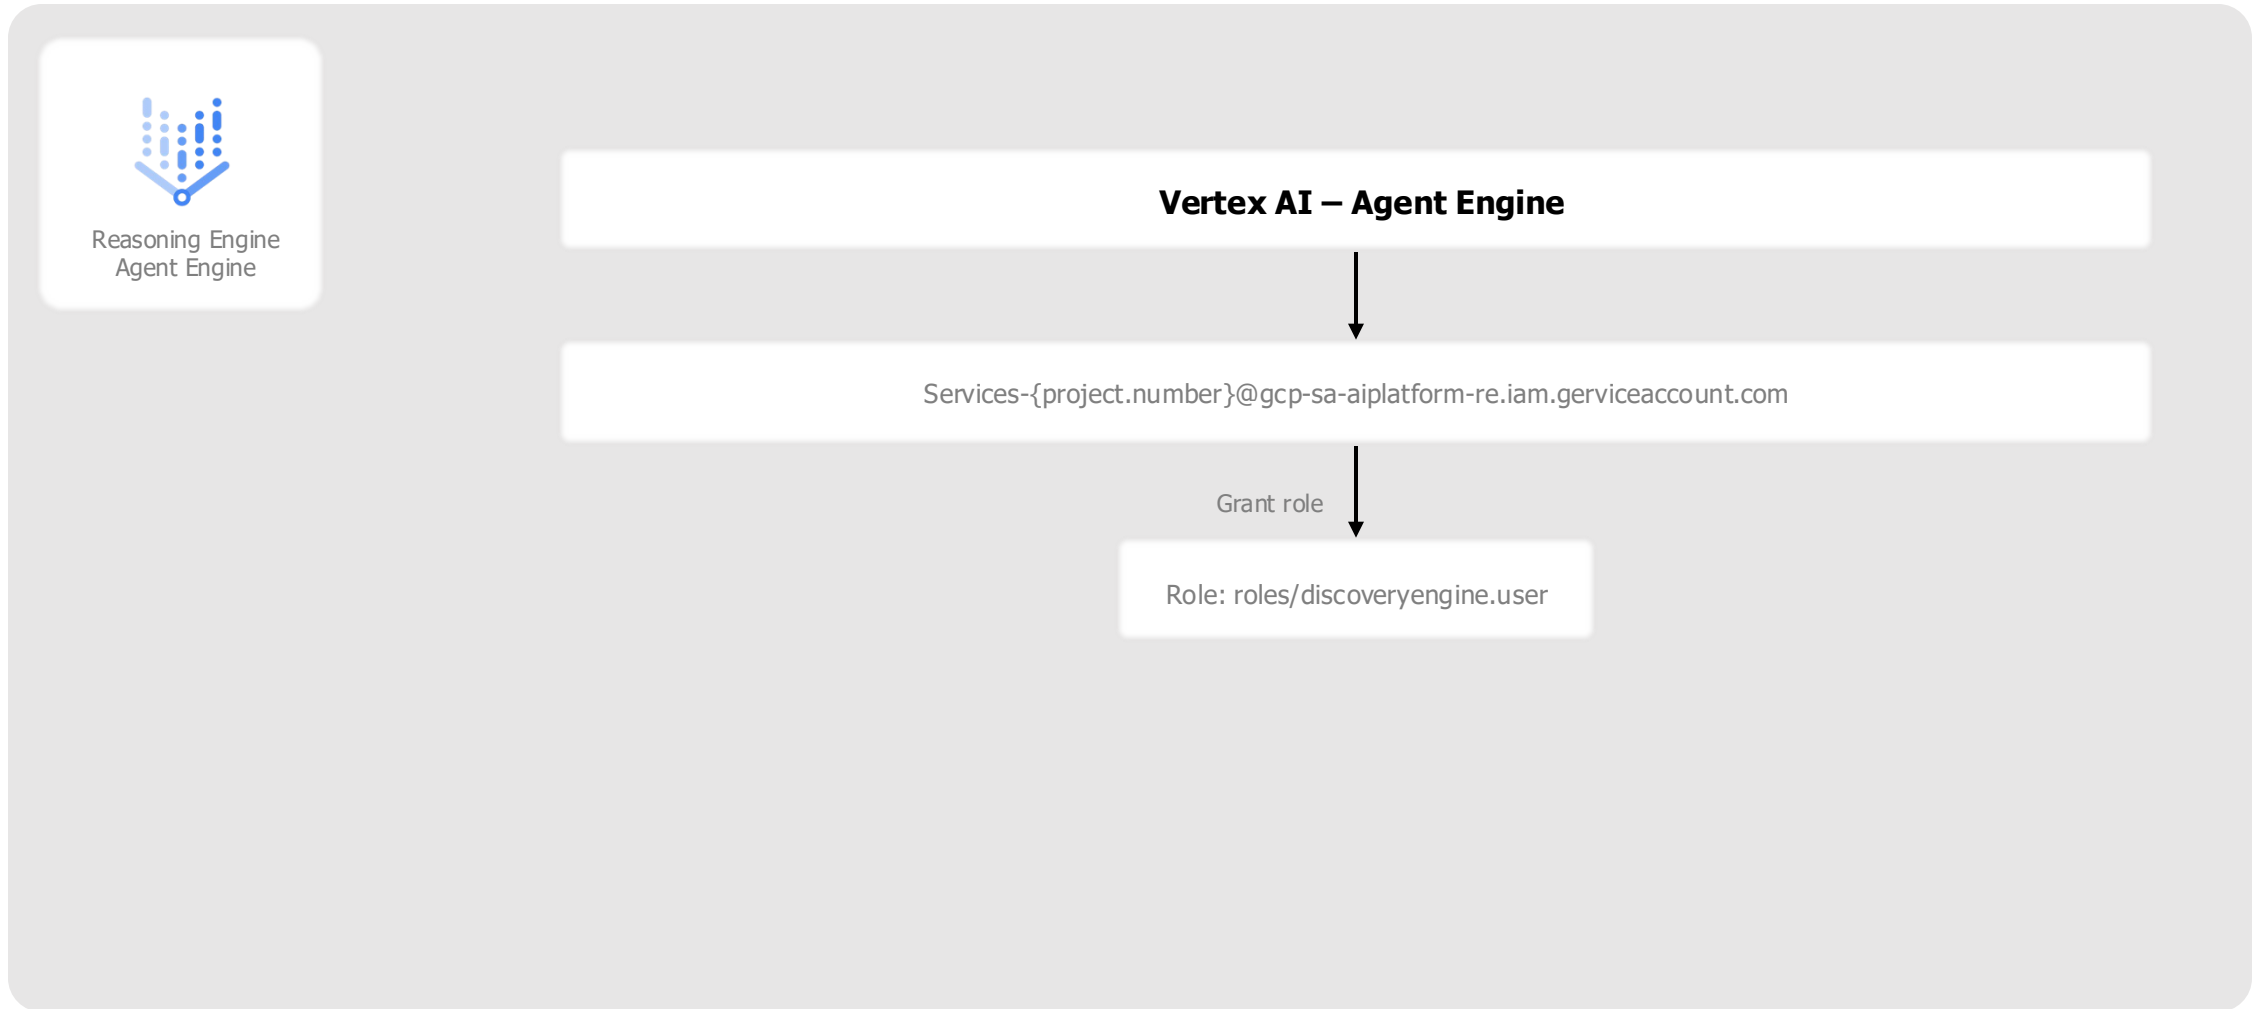 Reasoning Engine
Agent Engine
Vertex AI – Agent Engine
Services-{project.number}@gcp-sa-aiplatform-re.iam.gerviceaccount.com
Grant role
Role: roles/discoveryengine.user